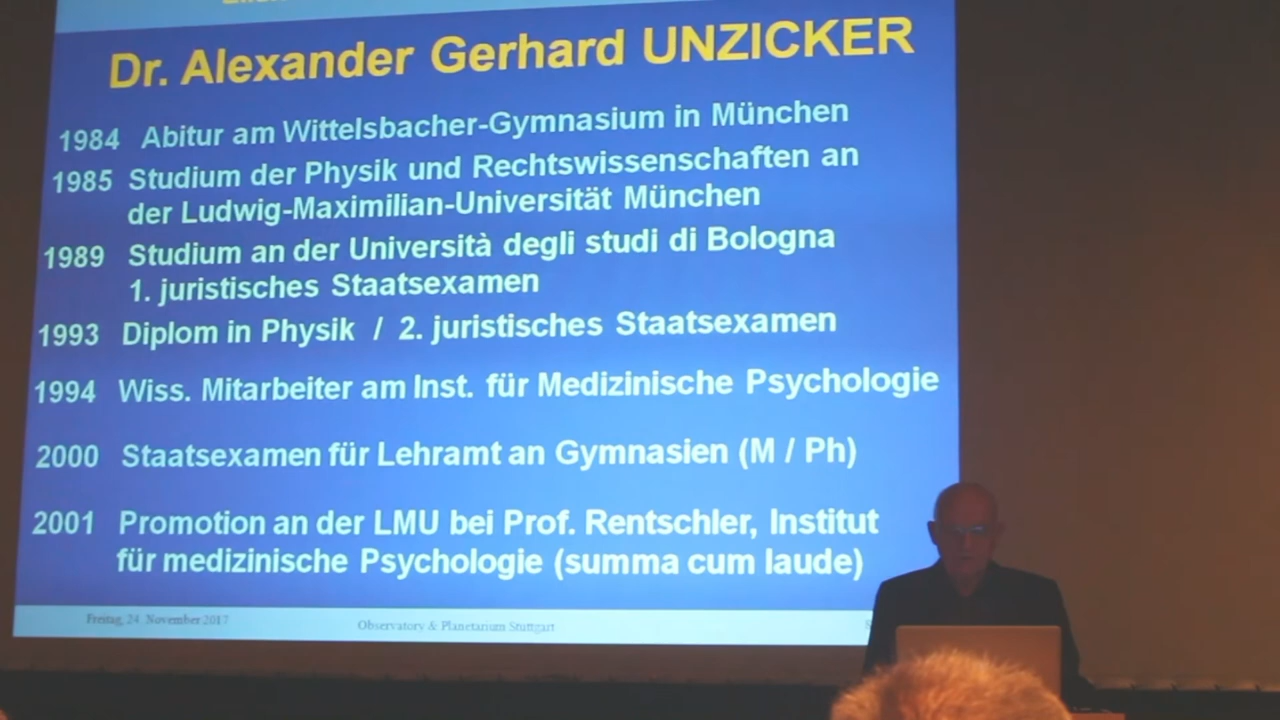 Dr. Alexander Gerhard UNZICKER
1984 Abitur am Wittelsbacher-Gymnasium in München
1985 Studium der Physik und Rechtswissenschaften an
der Ludwig-Maximilian-Universität München
1989 Studium an der Università degli studi di Bologna
1. juristisches Staatsexamen
1993 Diplom in Physik / 2. juristisches Staatsexamen
1994 Wiss. Mitarbeiter am Inst. für Medizinische Psychologie
2000 Staatsexamen für Lehramt an Gymnasien (M / Ph)
2001 Promotion an der LMU bei Prof. Rentschler, Institut
für medizinische Psychologie (summa cum laude)
Freitag, 24. November 2017 Observatory & Planetarium Stuttgart